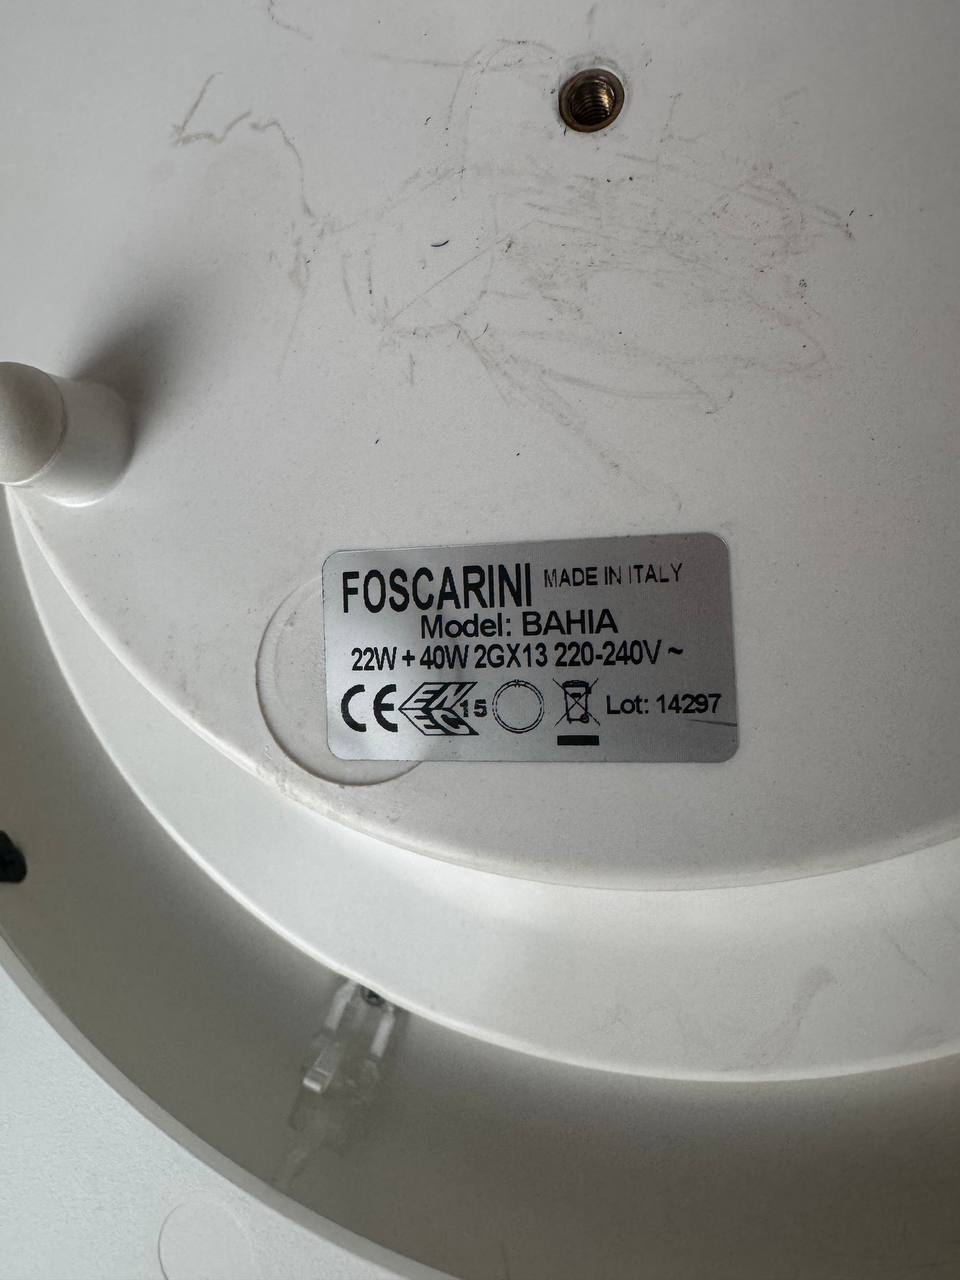 FOSCARINI MADE IN ITALY
Model: BAHIA
22W + 40W 2GX13 220-240V ~
CE ENEC 15 Lot: 14297